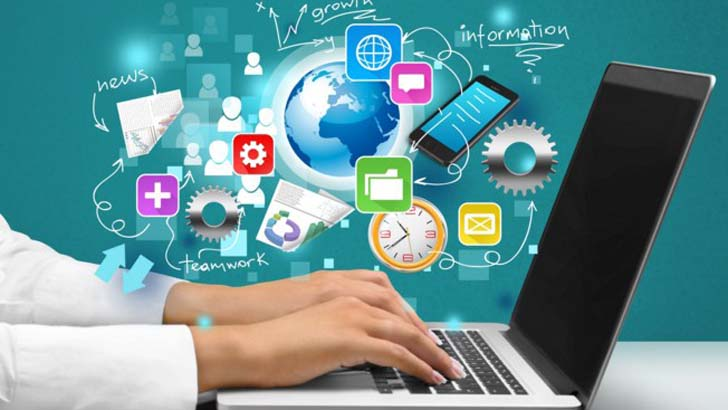 growth
x
y
information
news
teamwork